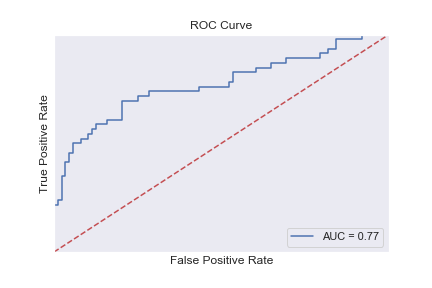 ROC Curve
True Positive Rate
AUC = 0.77
False Positive Rate